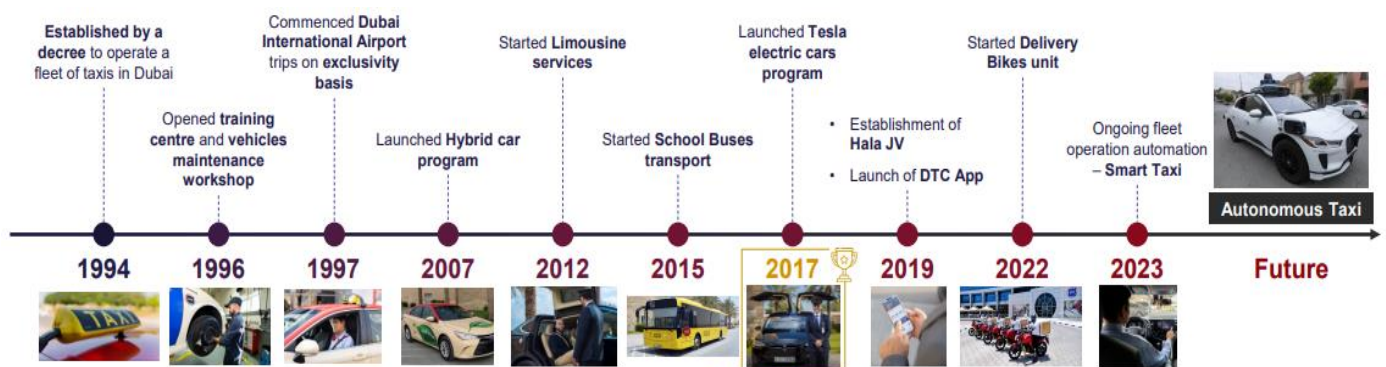 Established by a
decree to operate a
fleet of taxis in Dubai
Opened training
centre and vehicles
maintenance
workshop
Commenced Dubai
International Airport
trips on exclusivity
basis
Launched Hybrid car
program
Started Limousine
services
Started School Buses
transport
Launched Tesla
electric cars
program
• Establishment of
Hala JV
• Launch of DTC App
Started Delivery
Bikes unit
Ongoing fleet
operation automation
– Smart Taxi
Autonomous Taxi
1994
1996
1997
2007
2012
2015
2017
2019
2022
2023
Future
TAXI